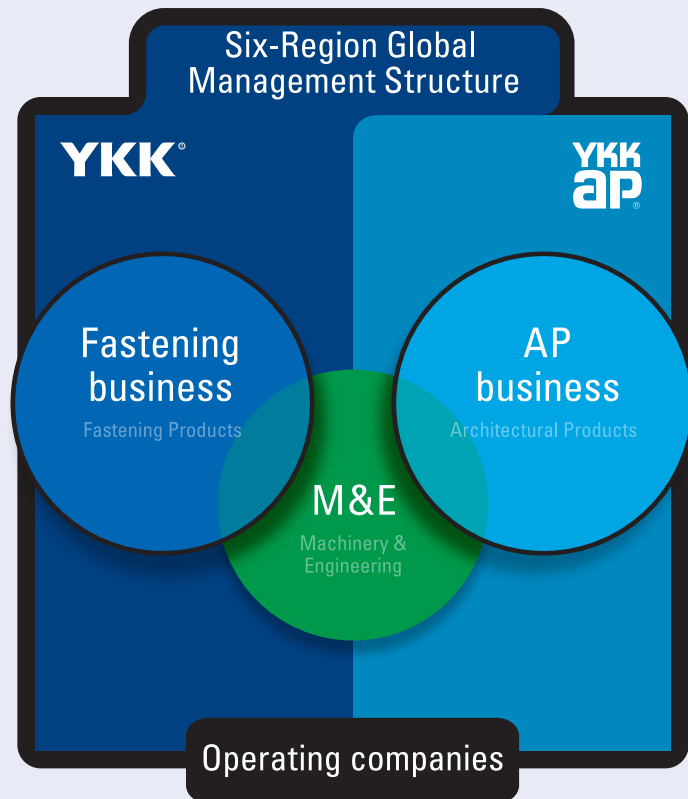 Six-Region Global
Management Structure
YKK®
YKK
ap®
Fastening
business
Fastening Products
AP
business
Architectural Products
M&E
Machinery &
Engineering
Operating companies